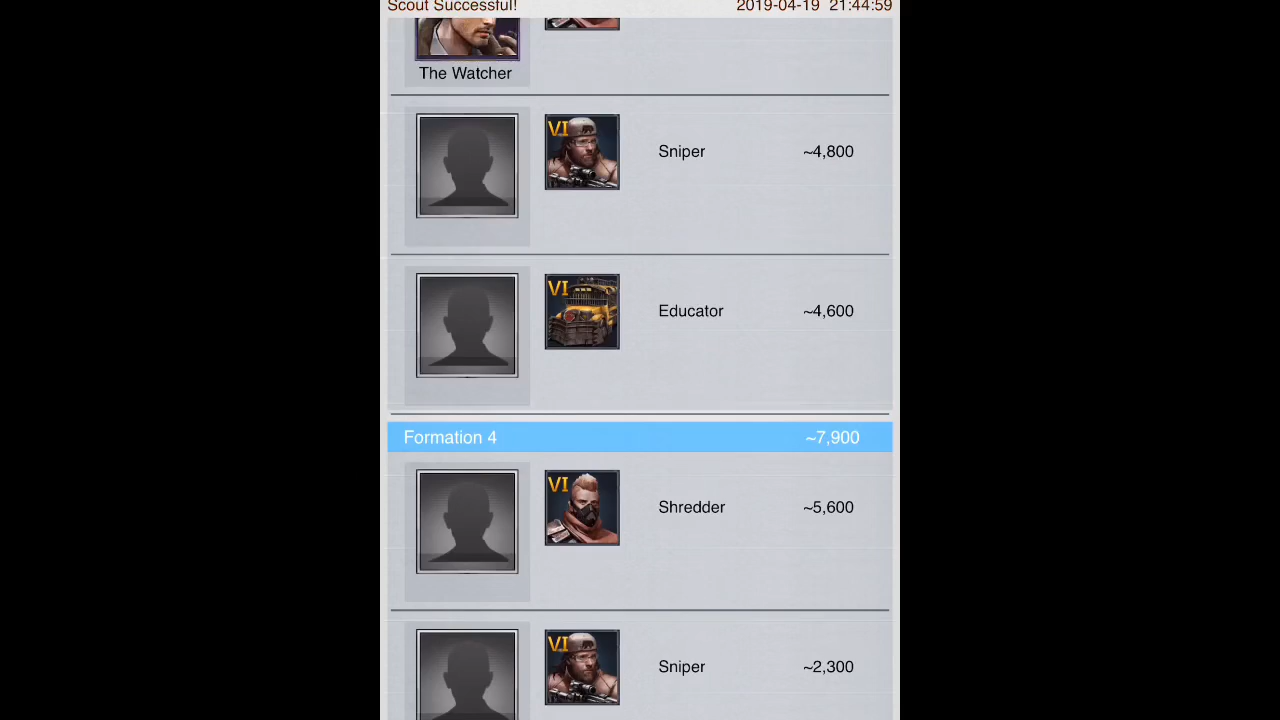 Scout Successful! 2019-04-19 21:44:59
The Watcher
VI Sniper ~4,800
VI Educator ~4,600
Formation 4 ~7,900
VI Shredder ~5,600
VI Sniper ~2,300